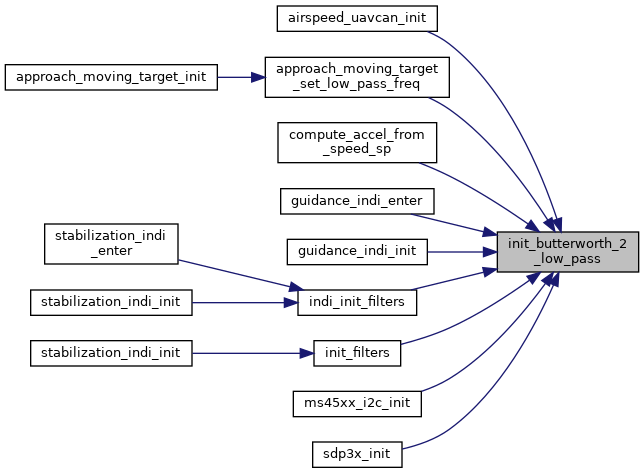 airspeed_uavcan_init
approach_moving_target
_set_low_pass_freq
approach_moving_target_init
compute_accel_from
_speed_sp
guidance_indi_enter
stabilization_indi
_enter
guidance_indi_init
init_butterworth_2
_low_pass
stabilization_indi_init
indi_init_filters
stabilization_indi_init
init_filters
ms45xx_i2c_init
sdp3x_init